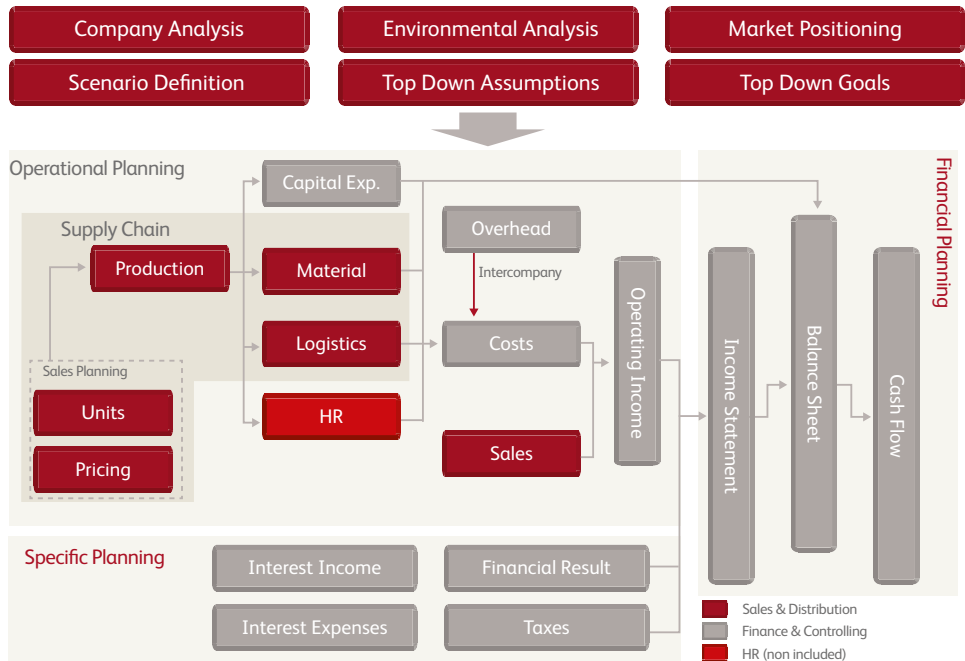 Company Analysis
Environmental Analysis
Market Positioning
Scenario Definition
Top Down Assumptions
Top Down Goals
Operational Planning
Capital Exp.
Supply Chain
Overhead
Production
Material
Intercompany
Logistics
Costs
Sales Planning
Units
HR
Pricing
Sales
Operating Income
Financial Planning
Income Statement
Balance Sheet
Cash Flow
Specific Planning
Interest Income
Financial Result
Interest Expenses
Taxes
Sales & Distribution
Finance & Controlling
HR (non included)